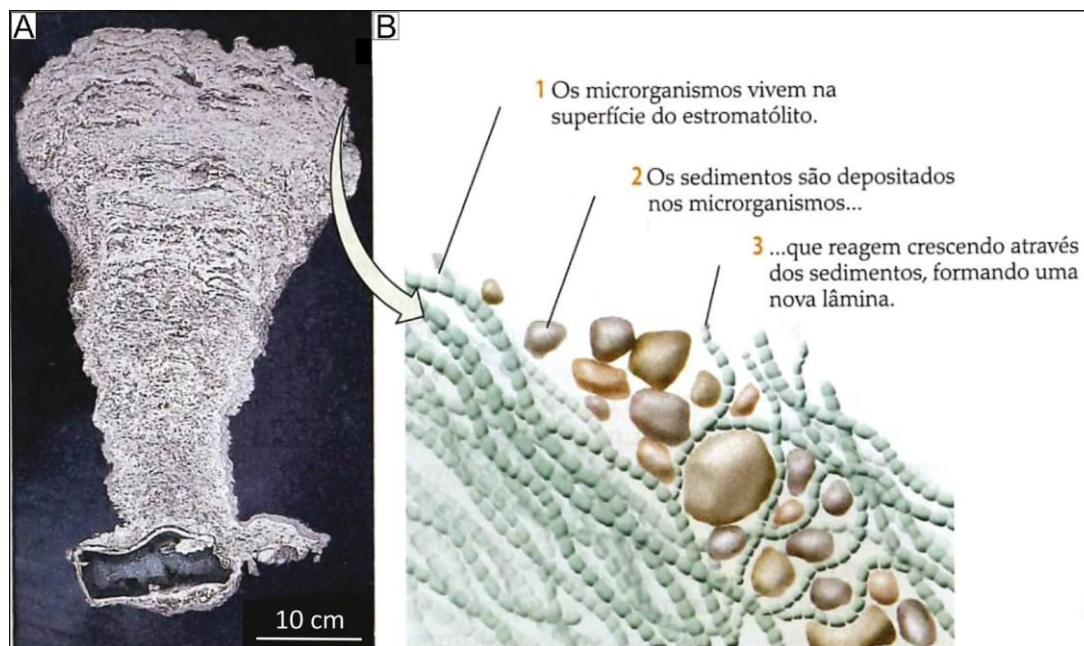 A
B
1 Os microrganismos vivem na
superfície do estromatólito.
2 Os sedimentos são depositados
nos microrganismos...
3 ...que reagem crescendo através
dos sedimentos, formando uma
nova lâmina.
10 cm